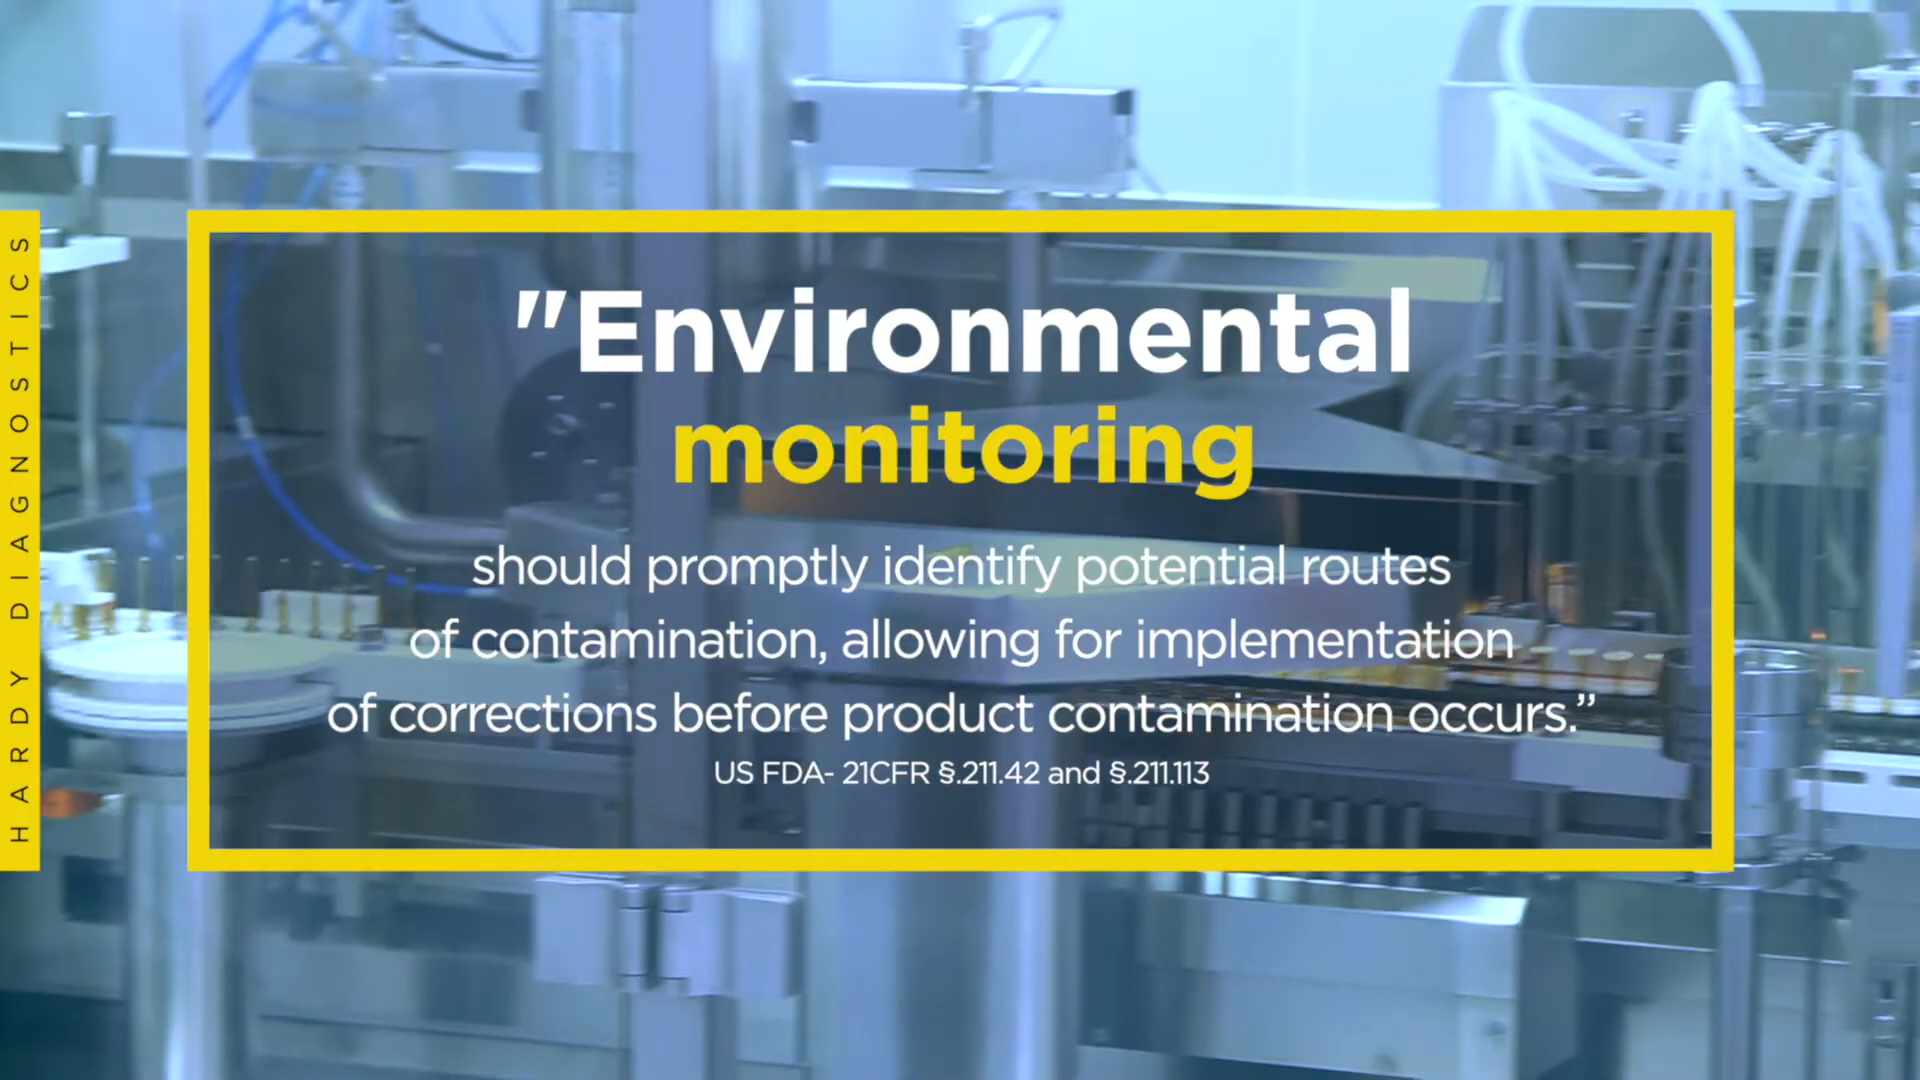 HARDY DIAGNOSTICS
"Environmental
monitoring
should promptly identify potential routes
of contamination, allowing for implementation
of corrections before product contamination occurs.”
US FDA- 21CFR §.211.42 and §.211.113